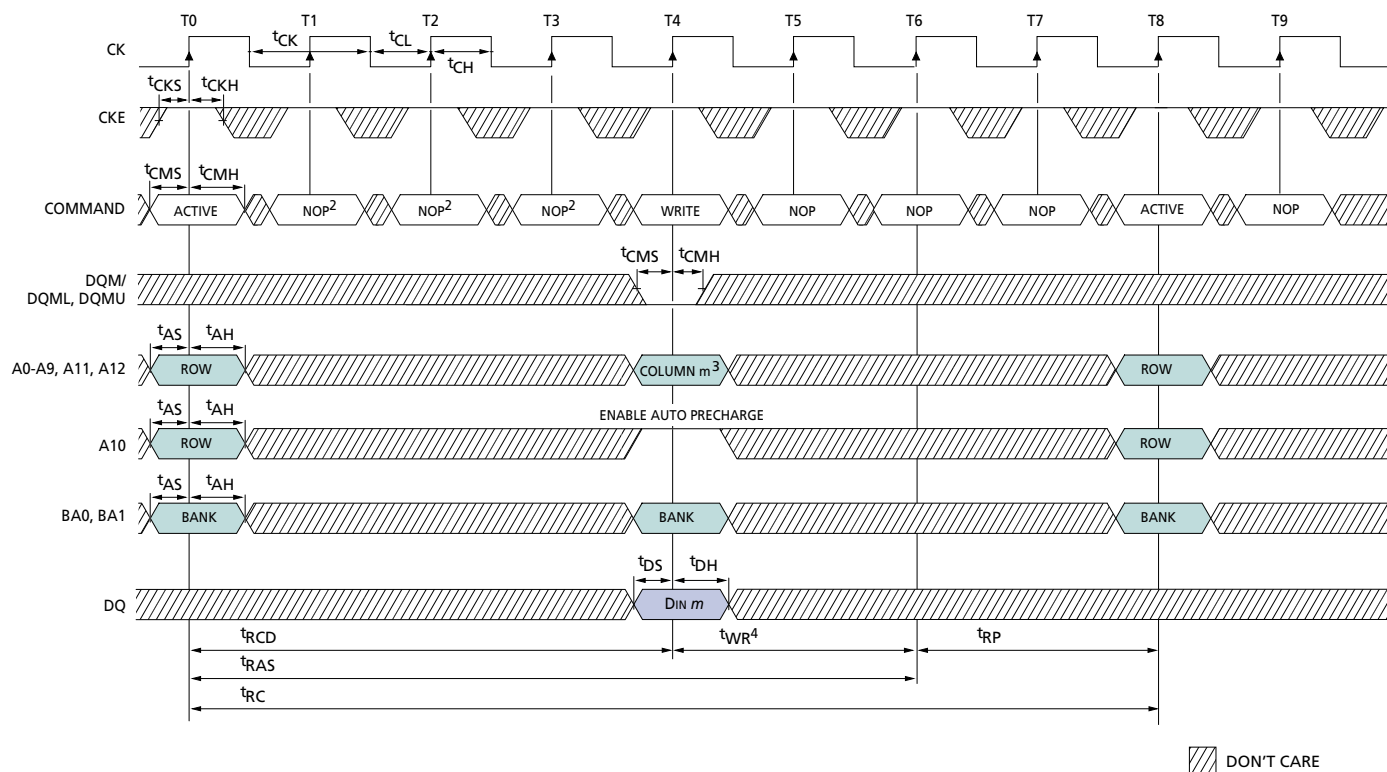 T0 T1 T2 T3 T4 T5 T6 T7 T8 T9
CK
tCK tCL
tCH
tCKS tCKH
CKE
tCMS tCMH
COMMAND ACTIVE NOP2 NOP2 NOP2 WRITE NOP NOP NOP ACTIVE NOP
tCMS tCMH
DQM/
DQML, DQMU
tAS tAH
A0-A9, A11, A12 ROW COLUMN m3 ROW
tAS tAH ENABLE AUTO PRECHARGE
A10 ROW ROW
tAS tAH
BA0, BA1 BANK BANK BANK
tDS tDH
DQ DIN m
tRCD tWR4 tRP
tRAS
tRC
DON'T CARE